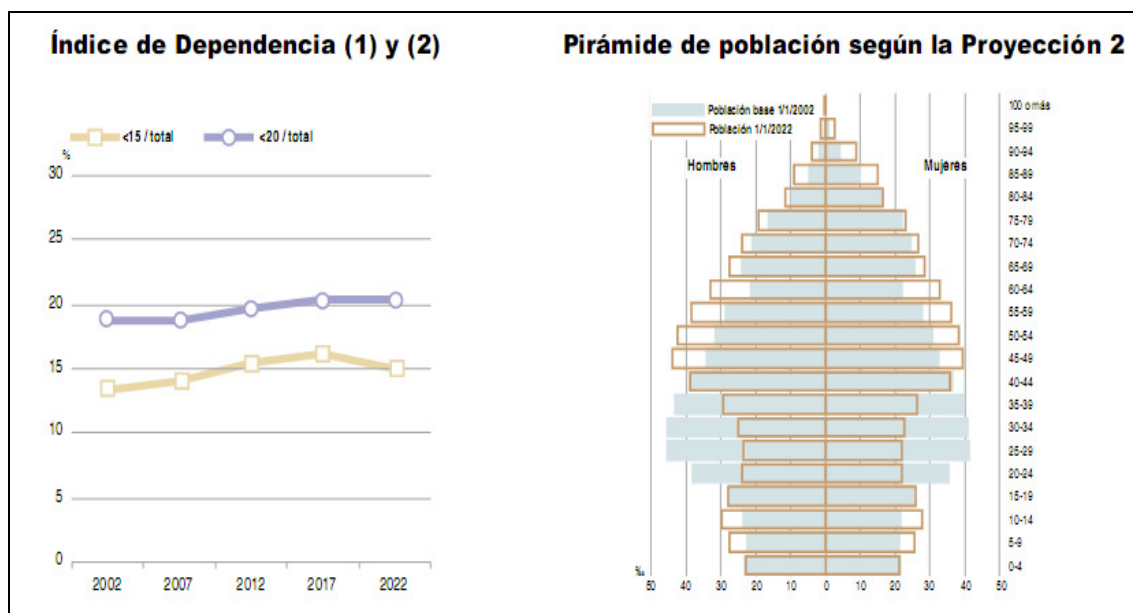 Índice de Dependencia (1) y (2)
<15 / total
<20 / total
%
30
25
20
15
10
5
0
2002 2007 2012 2017 2022
Pirámide de población según la Proyección 2
Población base 1/1/2002
Población 1/1/2022
Hombres
Mujeres
100 o más
95-99
90-94
85-89
80-84
75-79
70-74
65-69
60-64
55-59
50-54
45-49
40-44
35-39
30-34
25-29
20-24
15-19
10-14
5-9
0-4
‰
50 40 30 20 10 0 10 20 30 40 50